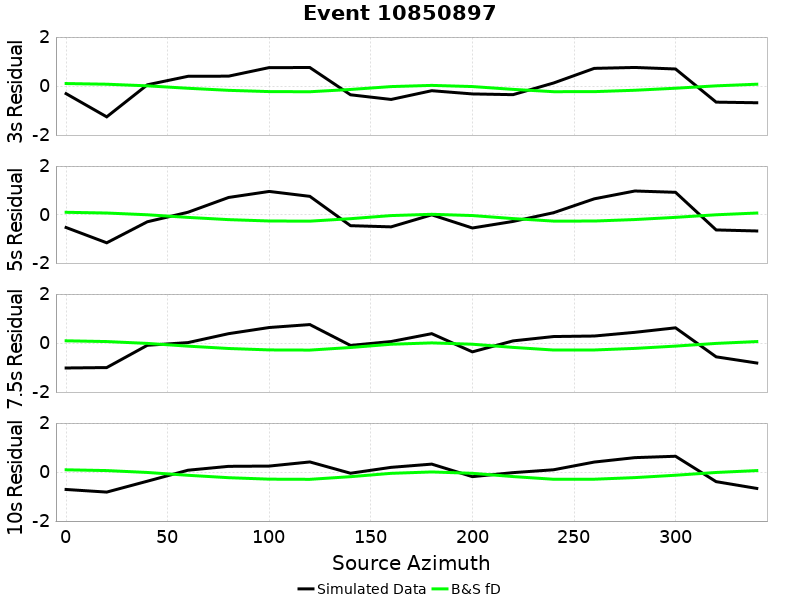 Event 10850897
3s Residual
2
0
-2
5s Residual
2
0
-2
7.5s Residual
2
0
-2
10s Residual
2
0
-2
0 50 100 150 200 250 300
Source Azimuth
Simulated Data B&S fD